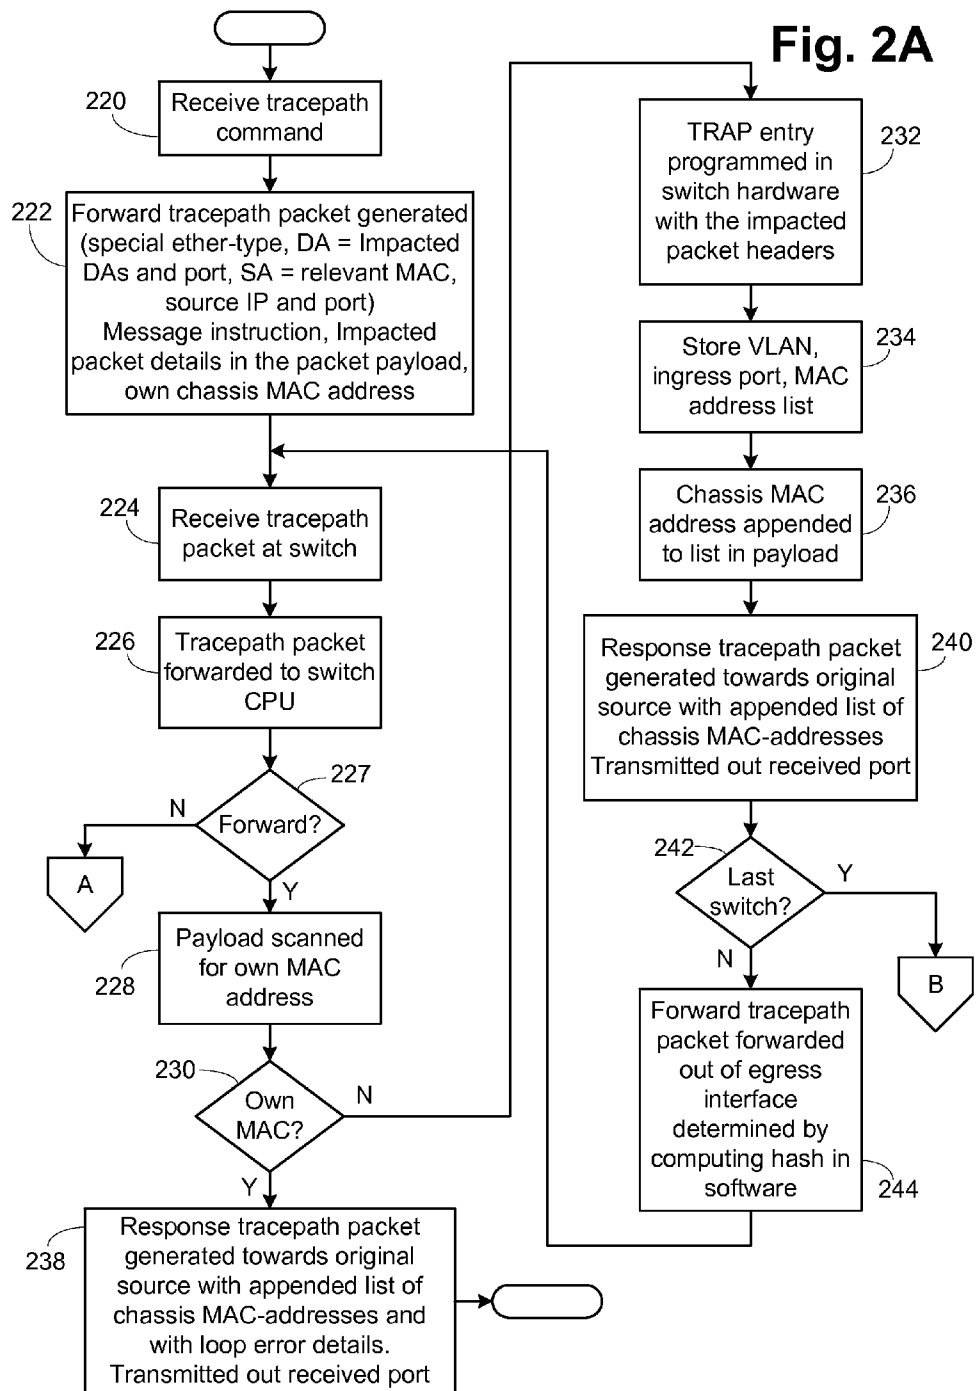 Fig. 2A
220
Receive tracepath
command
222
Forward tracepath packet generated
(special ether-type, DA = Impacted
DAs and port, SA = relevant MAC,
source IP and port)
Message instruction, Impacted
packet details in the packet payload,
own chassis MAC address
224
Receive tracepath
packet at switch
226
Tracepath packet
forwarded to switch
CPU
227
Forward?
N
A
Y
228
Payload scanned
for own MAC
address
230
Own
MAC?
N
Y
238
Response tracepath packet
generated towards original
source with appended list of
chassis MAC-addresses and
with loop error details.
Transmitted out received port
232
TRAP entry
programmed in
switch hardware
with the impacted
packet headers
234
Store VLAN,
ingress port, MAC
address list
236
Chassis MAC
address appended
to list in payload
240
Response tracepath packet
generated towards original
source with appended list of
chassis MAC-addresses
Transmitted out received port
242
Last
switch?
Y
B
N
Forward tracepath
packet forwarded
out of egress
interface
determined by
computing hash in
software
244